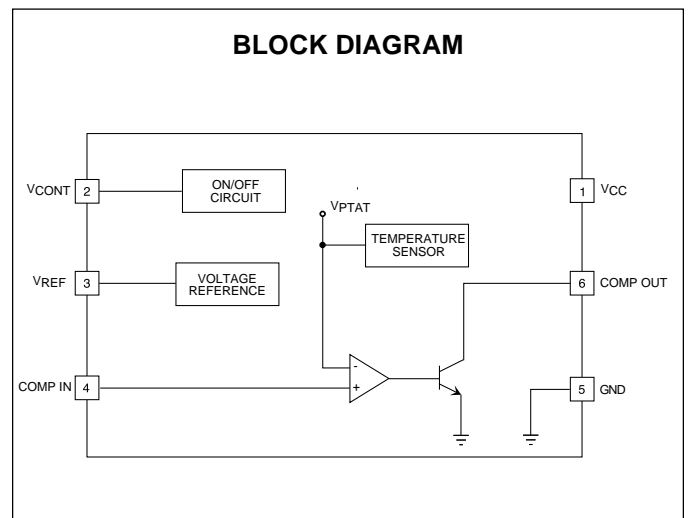 BLOCK DIAGRAM
VCONT
2
ON/OFF
CIRCUIT
VPTAT
1
VCC
TEMPERATURE
SENSOR
VREF
3
VOLTAGE
REFERENCE
6
COMP OUT
-
+
COMP IN
4
5
GND